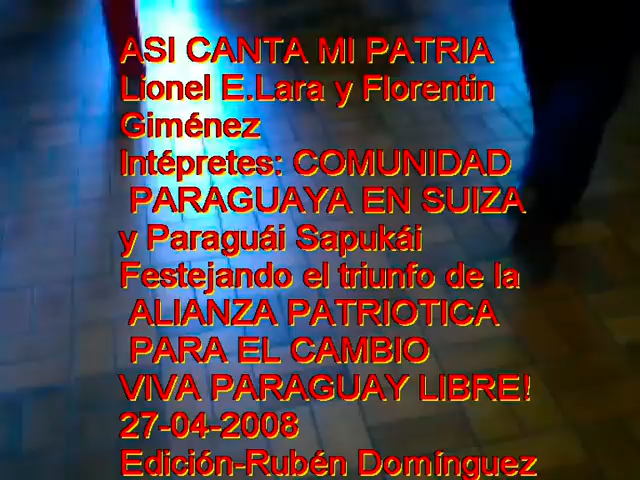 ASI CANTA MI PATRIA
Lionel E.Lara y Florentin
Giménez
Intépretes: COMUNIDAD
PARAGUAYA EN SUIZA
y Paraguái Sapukái
Festejando el triunfo de la
ALIANZA PATRIOTICA
PARA EL CAMBIO
VIVA PARAGUAY LIBRE!
27-04-2008
Edición-Rubén Domínguez